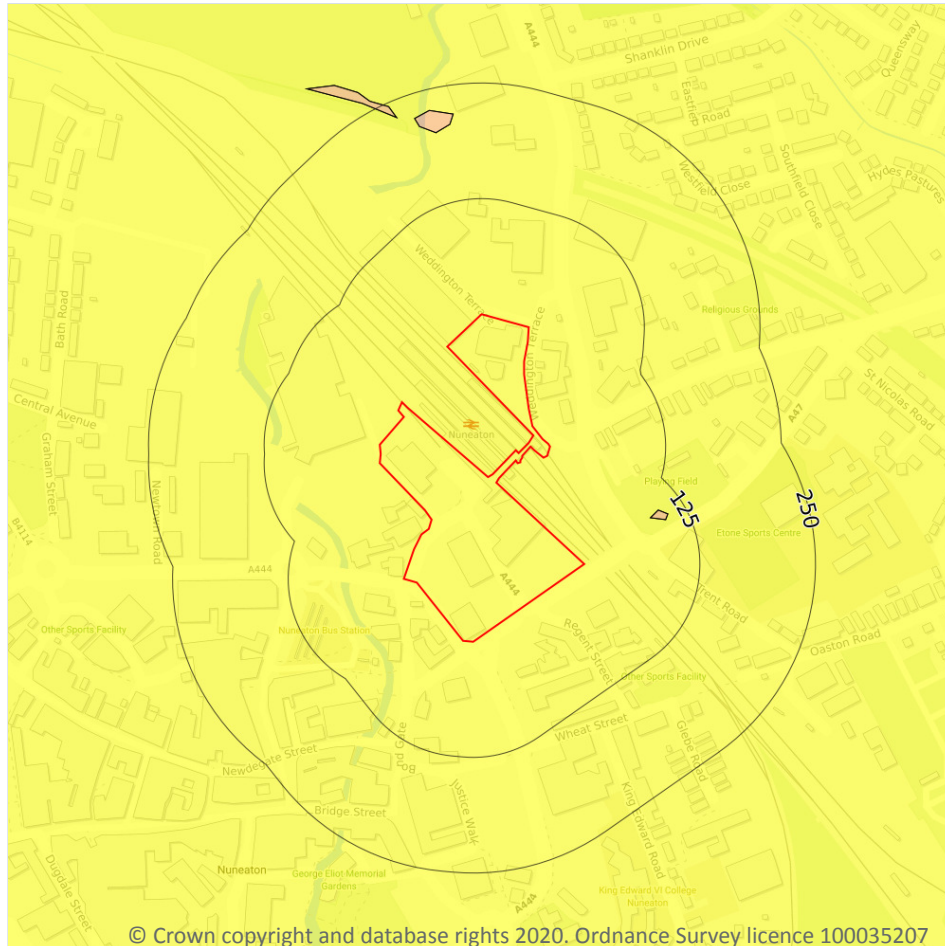 A444
Shanklin Drive
Queensway
Eastfield Road
Westfield Close
Southfield Close
Weddington Terrace
Religious Grounds
Weddington Terrace
Bath Road
St Nicolas Road
A47
Central Avenue
Nuneaton
Graham Street
Playing Field
Newtown Road
125
250
Etone Sports Centre
B4114
A444
A444
Trent Road
Other Sports Facility
Nuneaton Bus Station
Regent Street
Oaston Road
Other Sports Facility
Wheat Street
Glebe Road
Bond Gate
Newdegate Street
Justice Walk
King Edward Road
Bridge Street
Nuneaton
George Eliot Memorial
Gardens
Dugdale Street
King Edward VI College
Nuneaton
A444
© Crown copyright and database rights 2020. Ordnance Survey licence 100035207